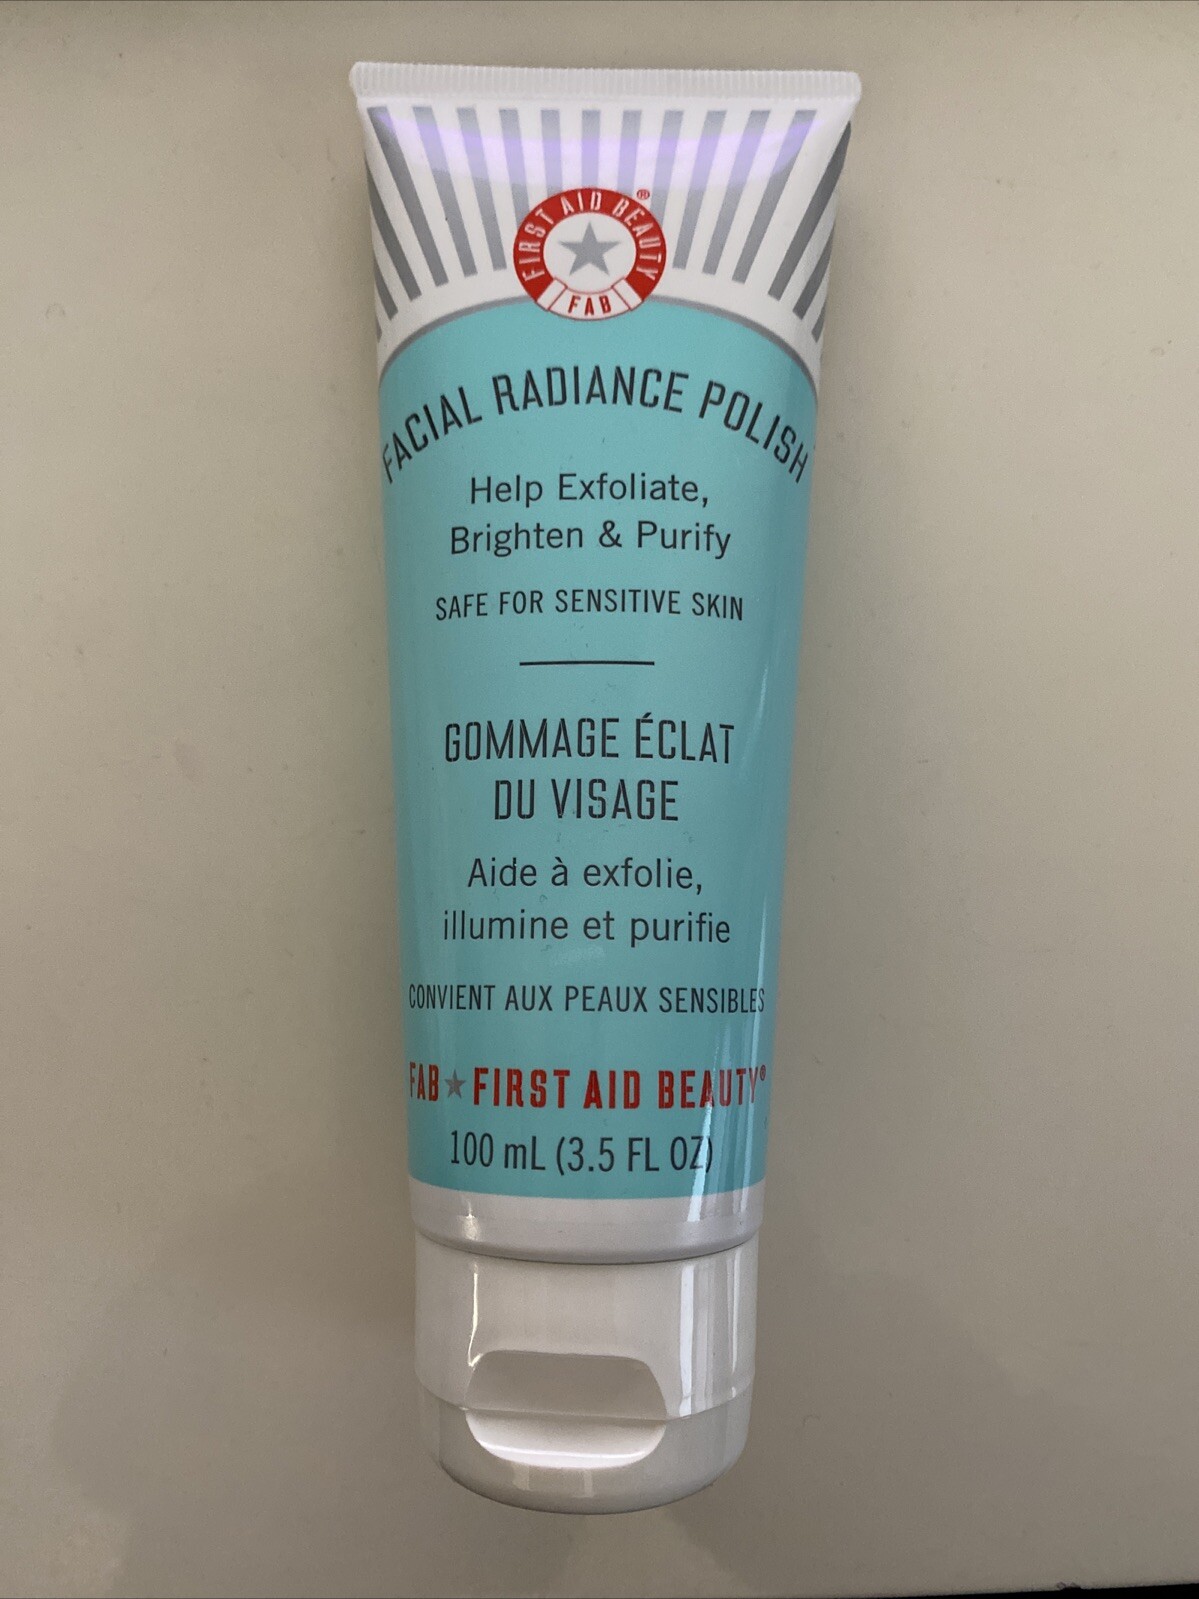 FIRST AID BEAUTY®
FAB
FACIAL RADIANCE POLISH
Help Exfoliate,
Brighten & Purify
SAFE FOR SENSITIVE SKIN
GOMMAGE ÉCLAT
DU VISAGE
Aide à exfolie,
illumine et purifie
CONVIENT AUX PEAUX SENSIBLES
FAB★FIRST AID BEAUTY®
100 mL (3.5 FL OZ)